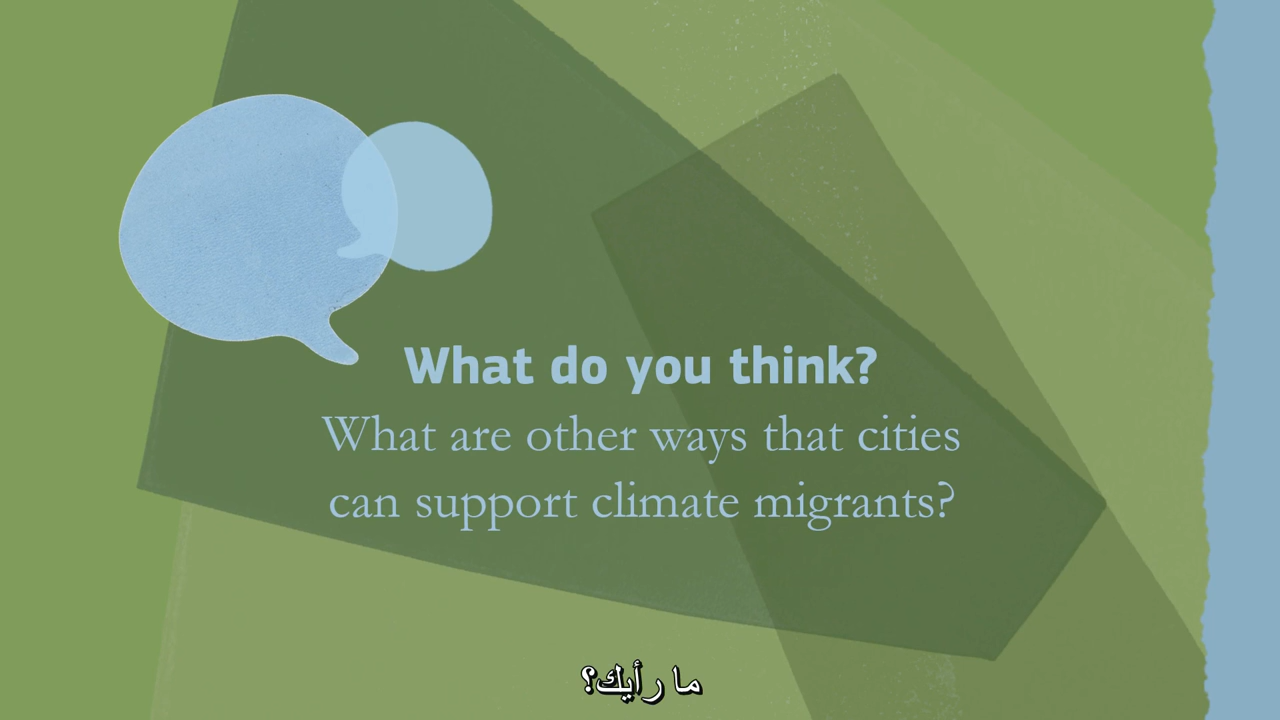 What do you think?
What are other ways that cities
can support climate migrants?
ما رأيك؟